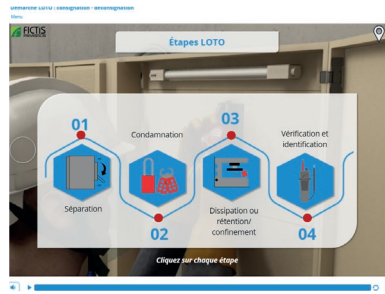 Démarche LOTO : consignation - déconsignation
Menu
FICTIS
Étapes LOTO
01
Condamnation
03
Vérification et
identification
Séparation
02
Dissipation ou
rétention/
confinement
04
Cliquez sur chaque étape